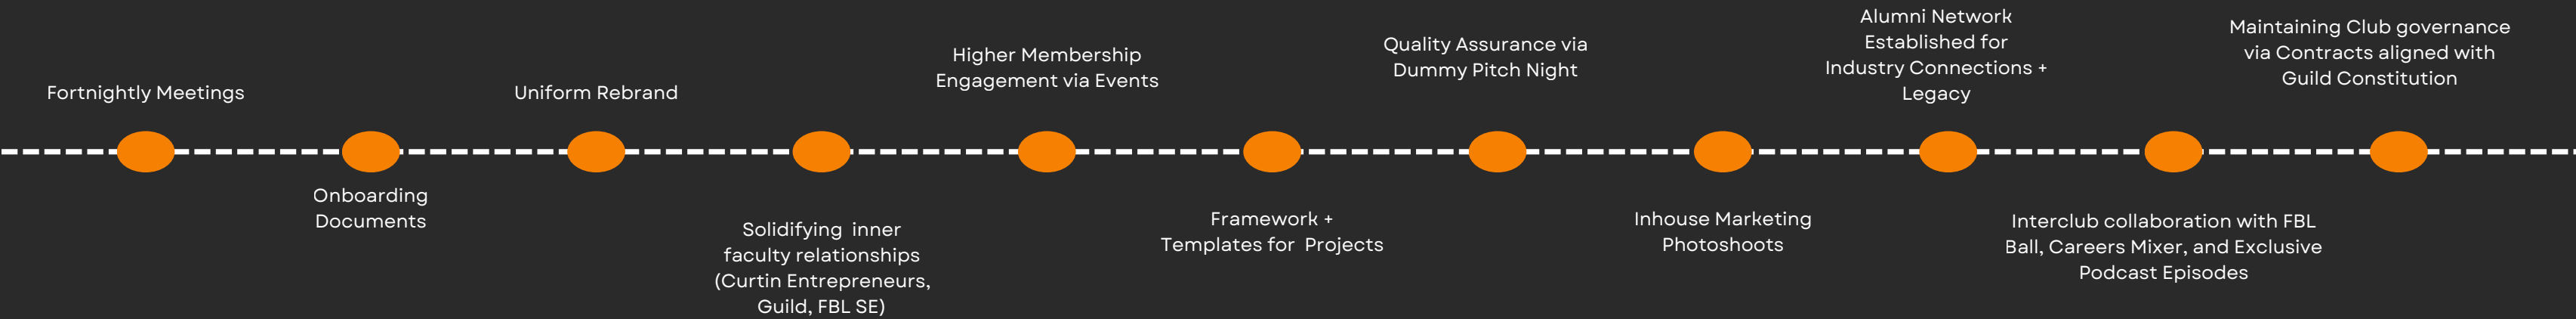 Fortnightly Meetings
Onboarding
Documents
Uniform Rebrand
Solidifying inner
faculty relationships
(Curtin Entrepreneurs,
Guild, FBL SE)
Higher Membership
Engagement via Events
Framework +
Templates for Projects
Quality Assurance via
Dummy Pitch Night
Inhouse Marketing
Photoshoots
Alumni Network
Established for
Industry Connections +
Legacy
Interclub collaboration with FBL
Ball, Careers Mixer, and Exclusive
Podcast Episodes
Maintaining Club governance
via Contracts aligned with
Guild Constitution